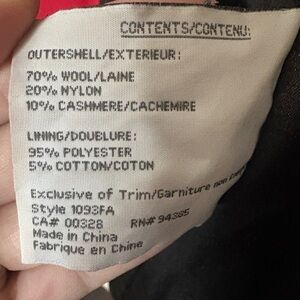 CONTENTS/CONTENU:
OUTERSHELL/EXTERIEUR:
70% WOOL/LAINE
20% NYLON
10% CASHMERE/CACHEMIRE
LINING/DOUBLURE:
95% POLYESTER
5% COTTON/COTON
Exclusive of Trim/Garniture non
Style 1093FA
CA# 00328 RN# 94385
Made in China
Fabrique en Chine